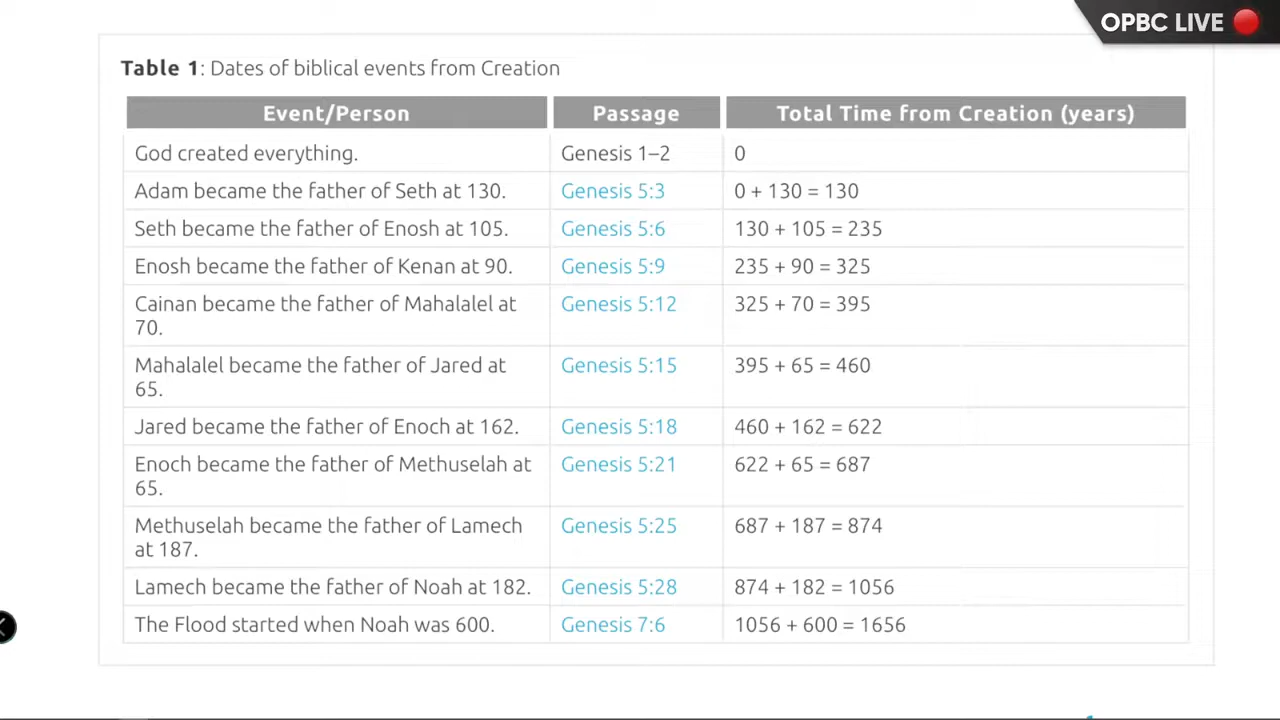 OPBC LIVE
Table 1: Dates of biblical events from Creation
Event/Person Passage Total Time from Creation (years)
God created everything. Genesis 1–2 0
Adam became the father of Seth at 130. Genesis 5:3 0 + 130 = 130
Seth became the father of Enosh at 105. Genesis 5:6 130 + 105 = 235
Enosh became the father of Kenan at 90. Genesis 5:9 235 + 90 = 325
Cainan became the father of Mahalalel at Genesis 5:12 325 + 70 = 395
70.
Mahalalel became the father of Jared at Genesis 5:15 395 + 65 = 460
65.
Jared became the father of Enoch at 162. Genesis 5:18 460 + 162 = 622
Enoch became the father of Methuselah at Genesis 5:21 622 + 65 = 687
65.
Methuselah became the father of Lamech Genesis 5:25 687 + 187 = 874
at 187.
Lamech became the father of Noah at 182. Genesis 5:28 874 + 182 = 1056
The Flood started when Noah was 600. Genesis 7:6 1056 + 600 = 1656